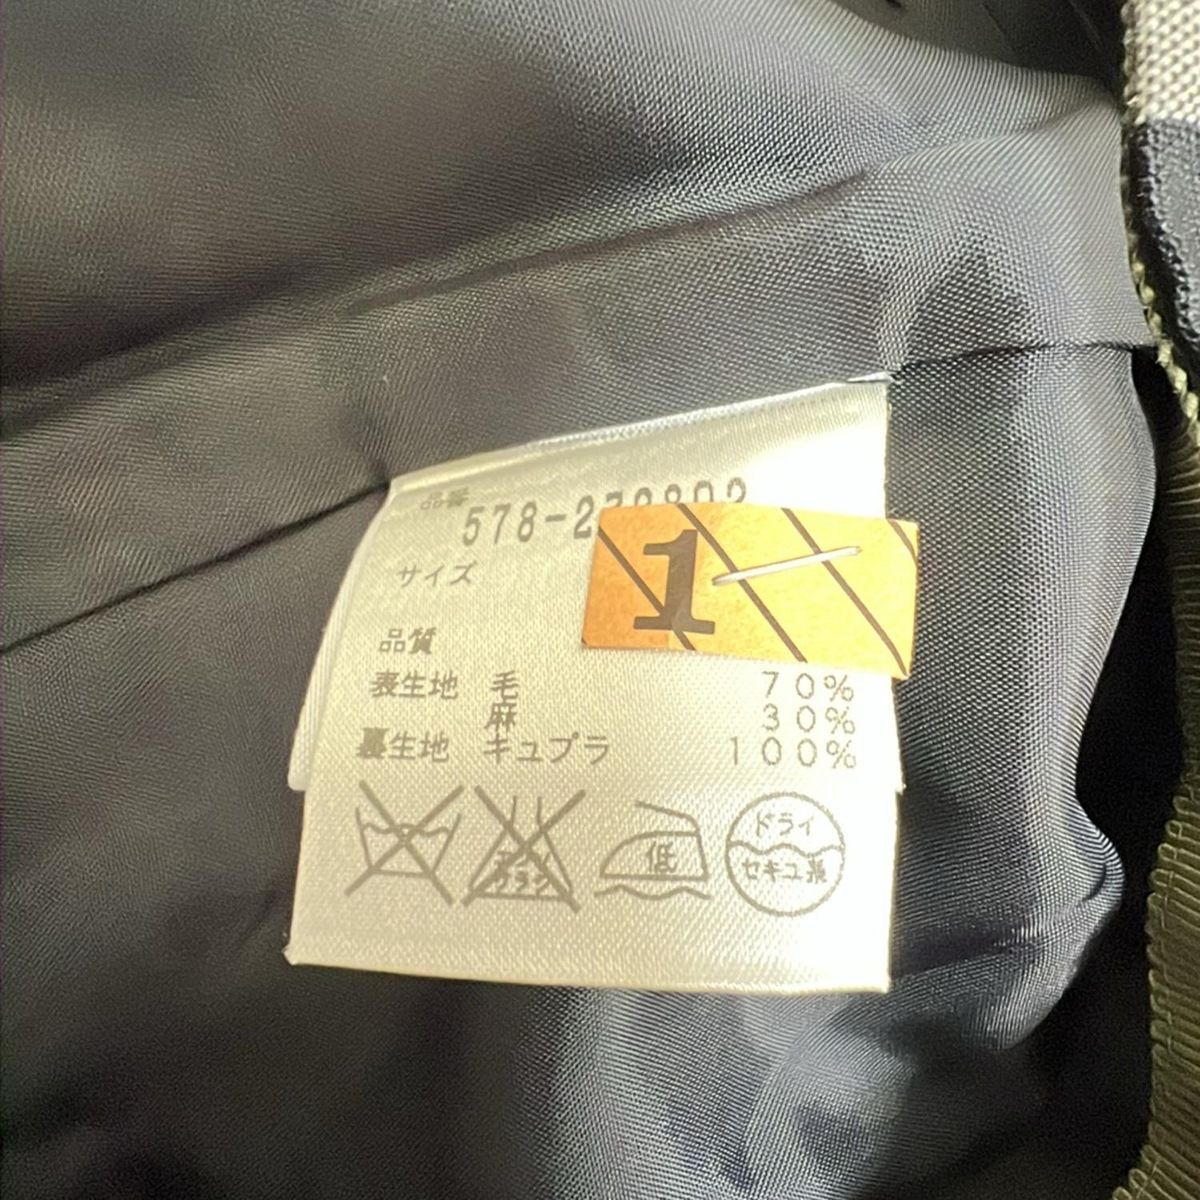 品番
578-272802
サイズ
1
品質
表生地 毛 70%
麻 30%
裏生地 キュプラ 100%
低
ドライ
セキユ系